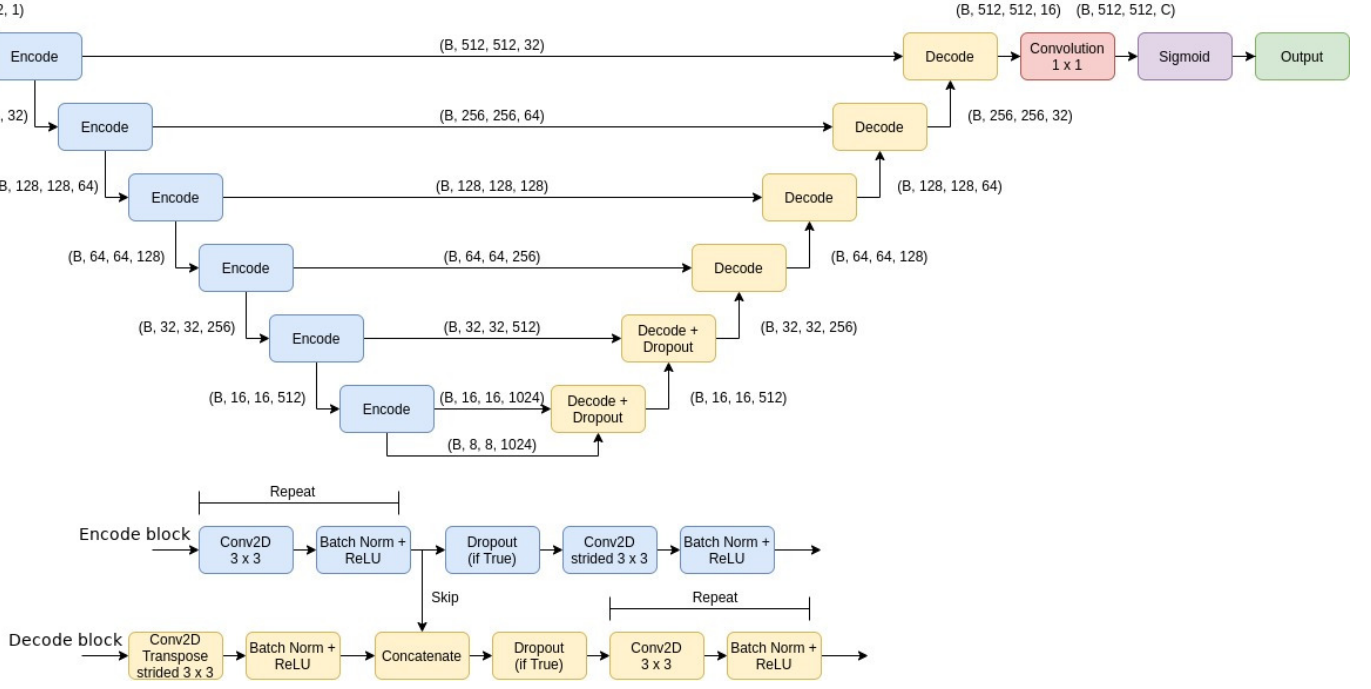 2, 1)
(B, 512, 512, 16)
(B, 512, 512, C)
Encode
(B, 512, 512, 32)
Decode
Convolution
1 x 1
Sigmoid
Output
, 32)
Encode
(B, 256, 256, 64)
Decode
(B, 256, 256, 32)
B, 128, 128, 64)
Encode
(B, 128, 128, 128)
Decode
(B, 128, 128, 64)
(B, 64, 64, 128)
Encode
(B, 64, 64, 256)
Decode
(B, 64, 64, 128)
(B, 32, 32, 256)
Encode
(B, 32, 32, 512)
Decode +
Dropout
(B, 32, 32, 256)
(B, 16, 16, 512)
Encode
(B, 16, 16, 1024)
Decode +
Dropout
(B, 16, 16, 512)
(B, 8, 8, 1024)
Repeat
Encode block
Conv2D
3 x 3
Batch Norm +
ReLU
Dropout
(if True)
Conv2D
strided 3 x 3
Batch Norm +
ReLU
Skip
Repeat
Decode block
Conv2D
Transpose
strided 3 x 3
Batch Norm +
ReLU
Concatenate
Dropout
(if True)
Conv2D
3 x 3
Batch Norm +
ReLU